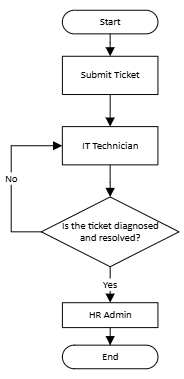 Start
Submit Ticket
IT Technician
No
Is the ticket diagnosed
and resolved?
Yes
HR Admin
End